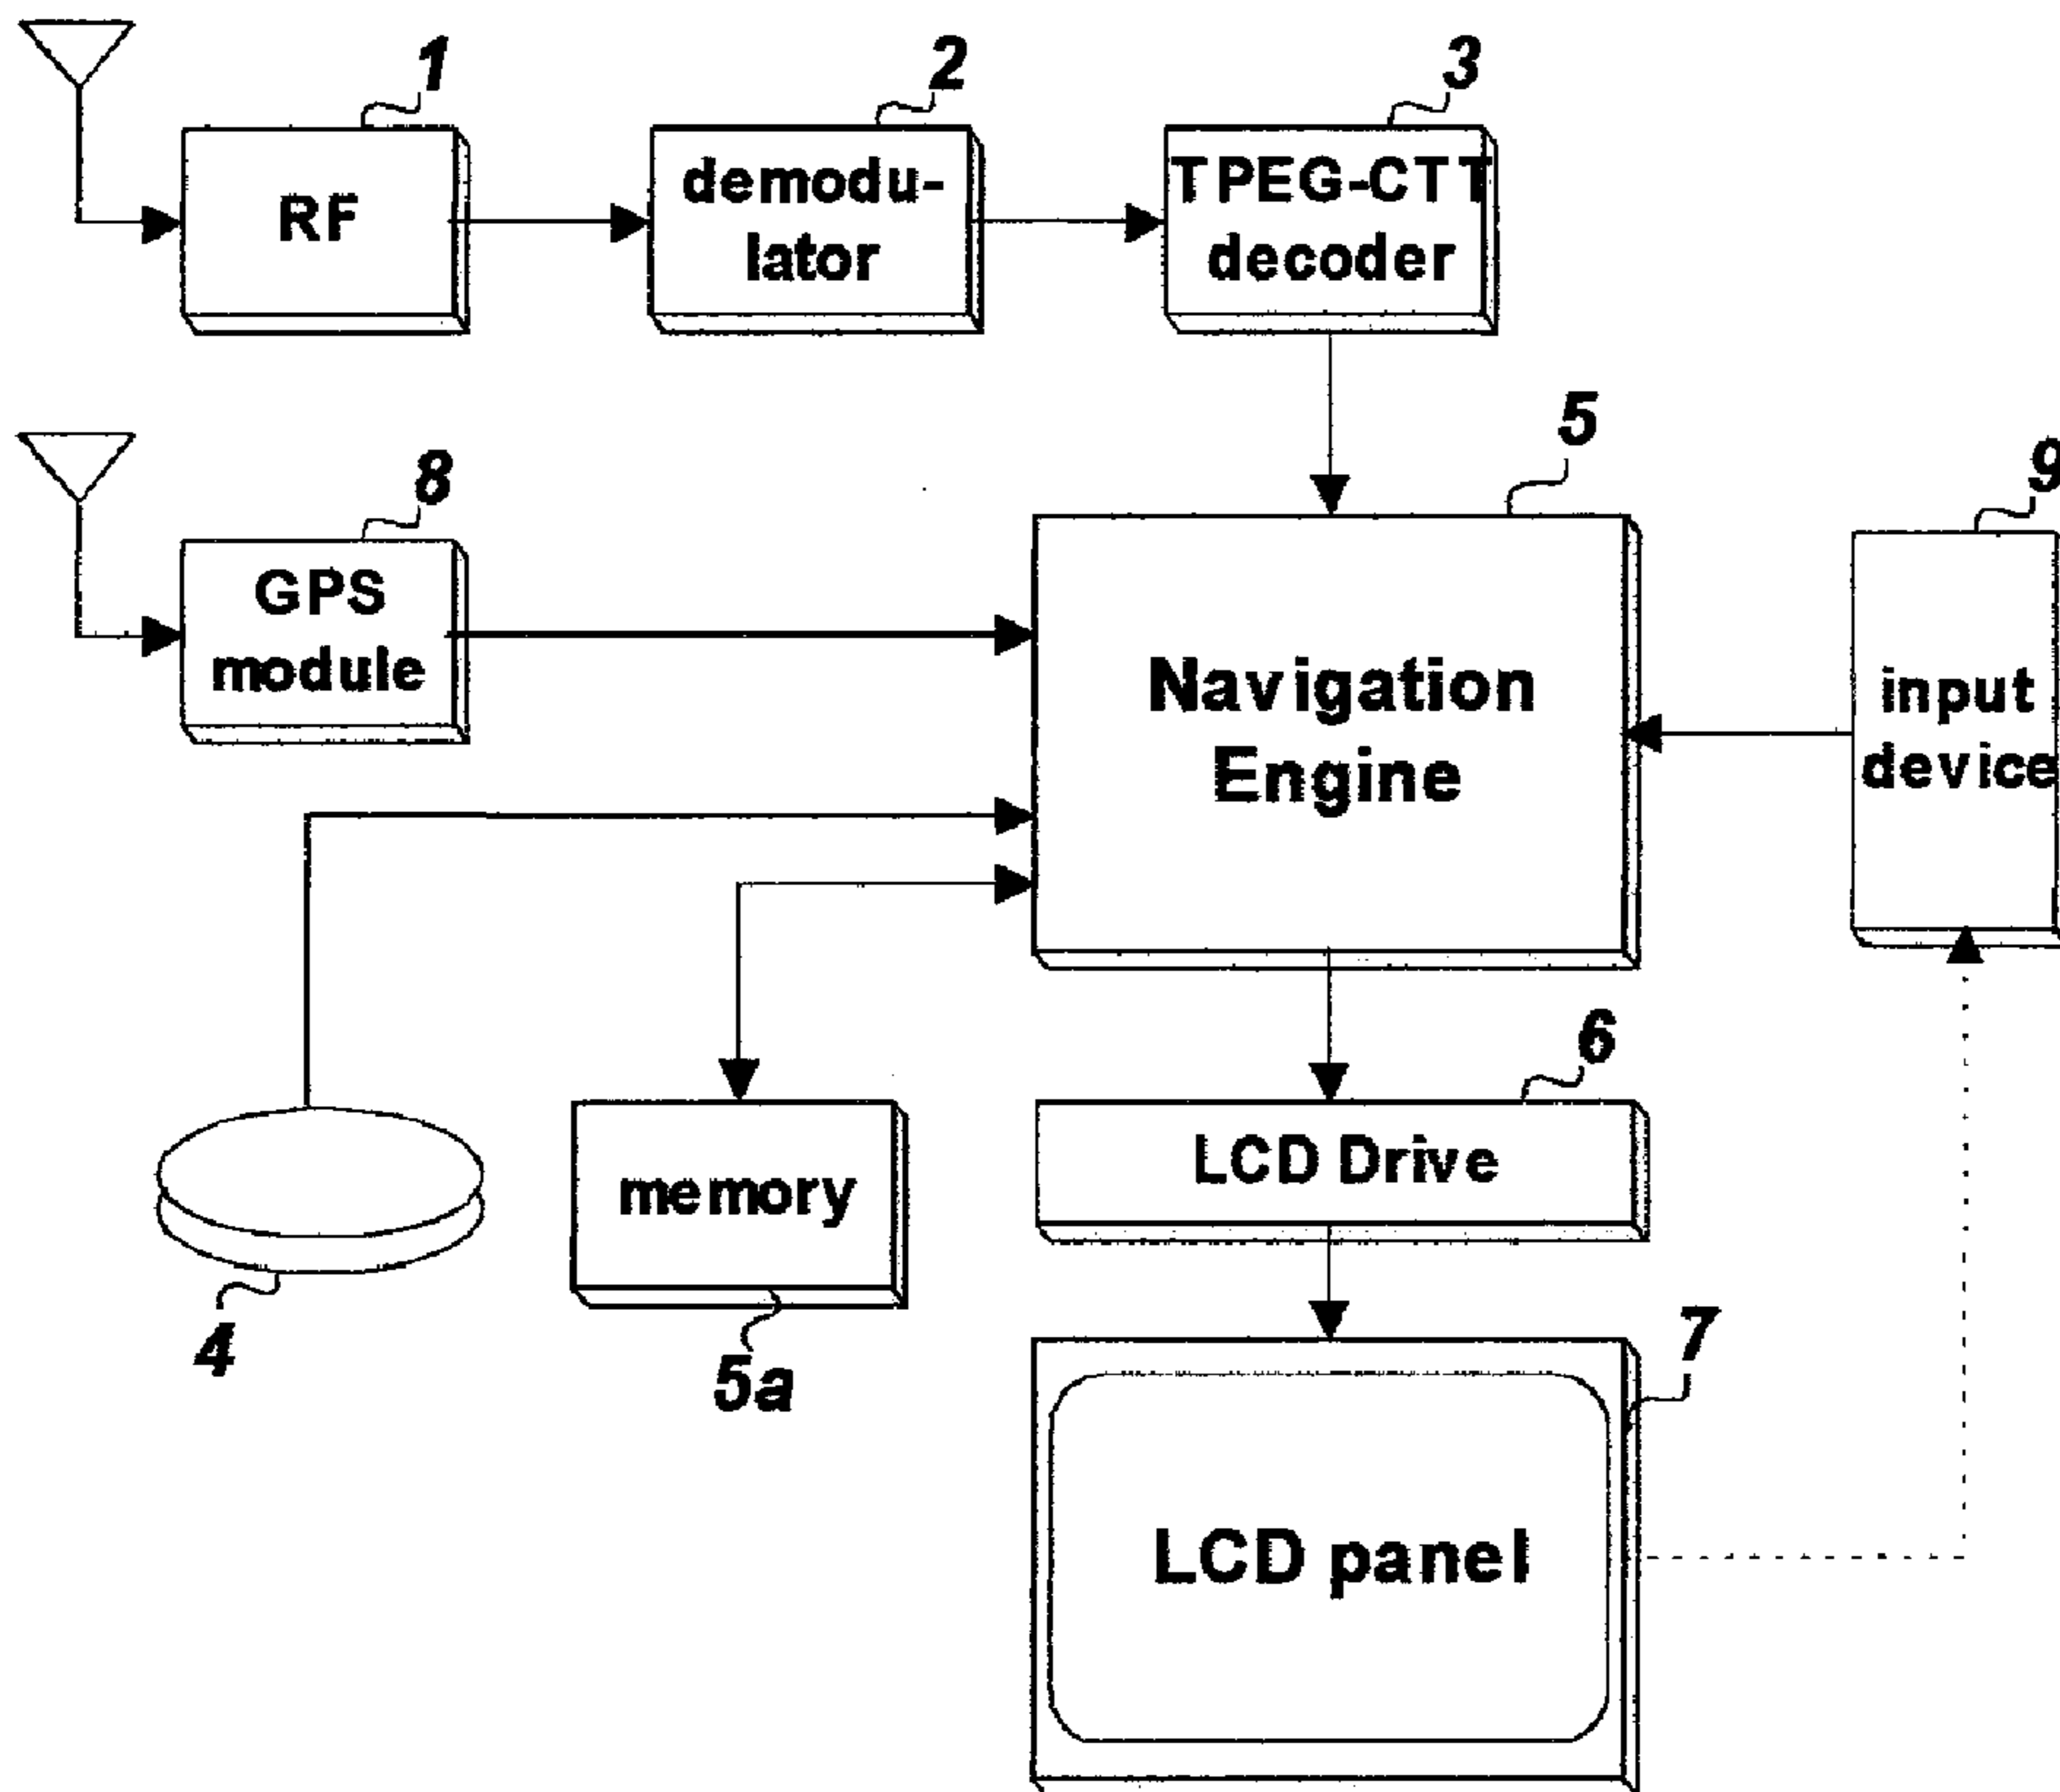 1
2
3
RF
demodu-
lator
TPEG-CTT
decoder
5
9
8
GPS
module
Navigation
Engine
input
device
6
LCD Drive
memory
4
5a
7
LCD panel